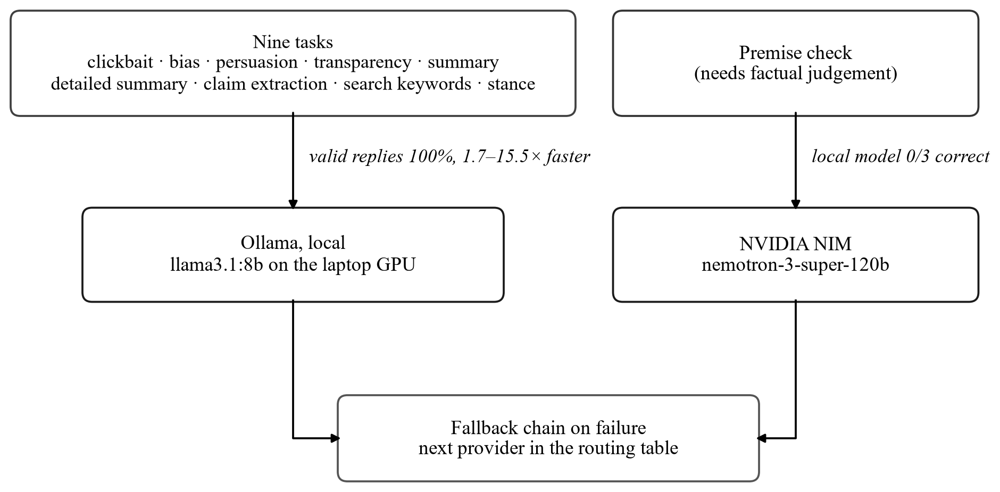 Nine tasks
clickbait · bias · persuasion · transparency · summary
detailed summary · claim extraction · search keywords · stance
Premise check
(needs factual judgement)
valid replies 100%, 1.7–15.5× faster
local model 0/3 correct
Ollama, local
llama3.1:8b on the laptop GPU
NVIDIA NIM
nemotron-3-super-120b
Fallback chain on failure
next provider in the routing table